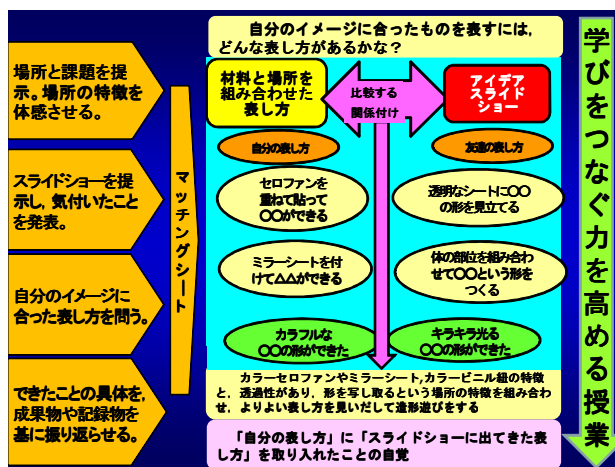 自分のイメージに合ったものを表すには,
どんな表し方があるかな？
場所と課題を提
示。場所の特徴を
体感させる。
スライドショーを提
示し，気付いたこと
を発表。
自分のイメージに
合った表し方を問う。
できたことの具体を，
成果物や記録物を
基に振り返らせる。
マッチングシート
材料と場所を
組み合わせた
表し方
比較する
関係付け
アイデア
スライド
ショー
自分の表し方
友達の表し方
セロファンを
重ねて貼って
〇〇ができる
透明なシートに〇〇
の形を見立てる
ミラーシートを付
けて△△ができる
体の部位を組み合わ
せて〇〇という形を
つくる
カラフルな
〇〇の形ができた
キラキラ光る
〇〇の形ができた
カラーセロファンやミラーシート,カラービニル紐の特徴
と，透過性があり，形を写し取るという場所の特徴を組み合わ
せ，よりよい表し方を見いだして造形遊びをする
「自分の表し方」に「スライドショーに出てきた表
し方」を取り入れたことの自覚
学びをつなぐ力を高める授業